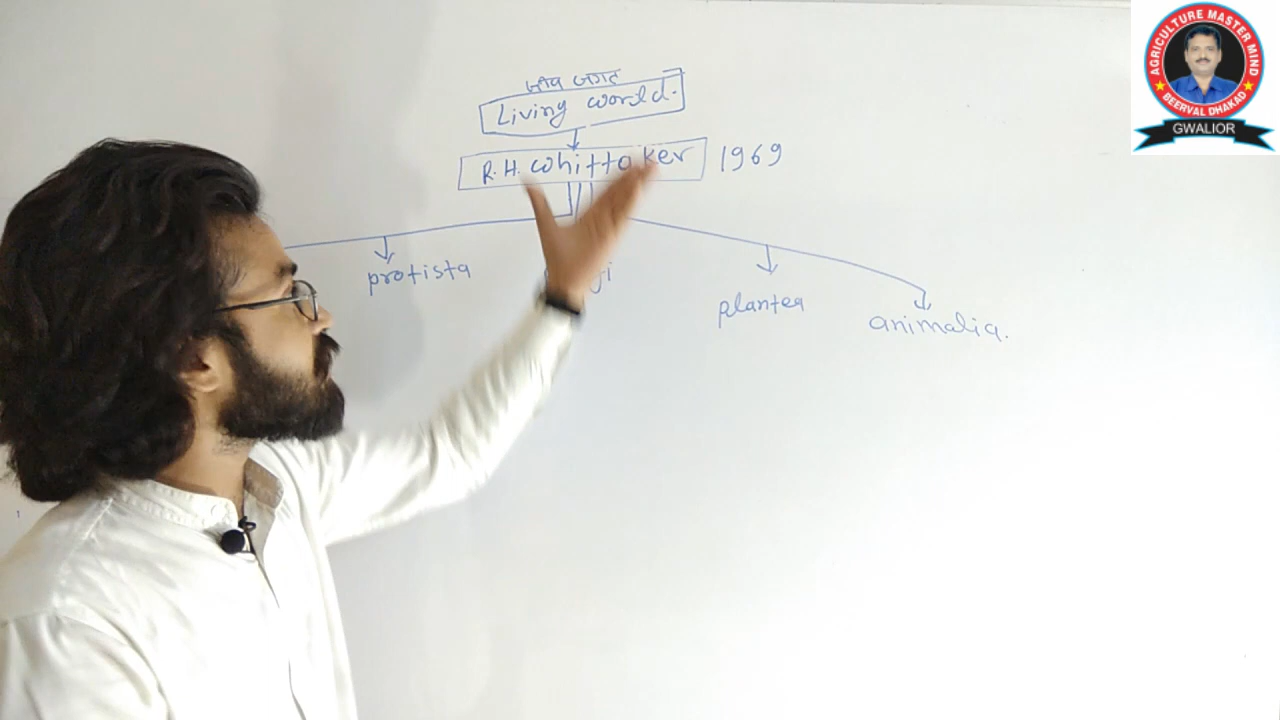 जीव जगत
Living world.
R.H. Whittaker 1969
protista
plantea
animalia.
AGRICULTURE MASTER MIND
BEERVAL DHAKAD
GWALIOR